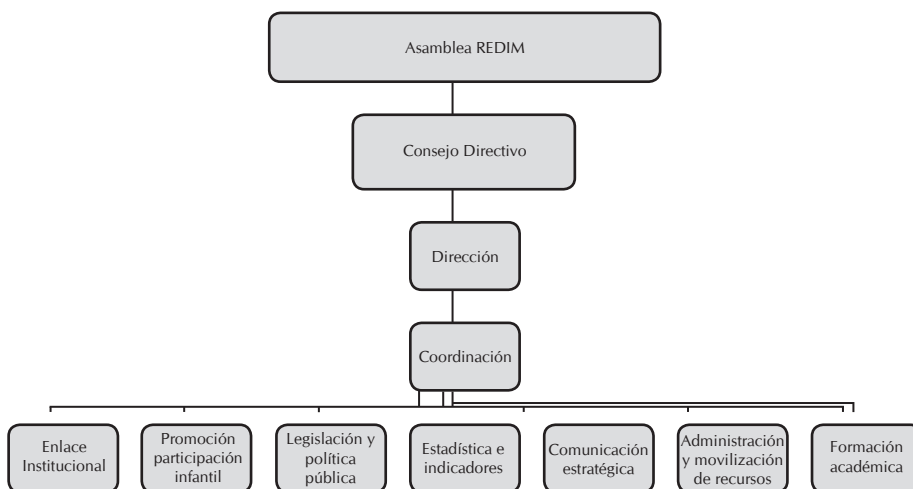 Asamblea REDIM
Consejo Directivo
Dirección
Coordinación
Enlace
Institucional
Promoción
participación
infantil
Legislación y
política
pública
Estadística e
indicadores
Comunicación
estratégica
Administración
y movilización
de recursos
Formación
académica